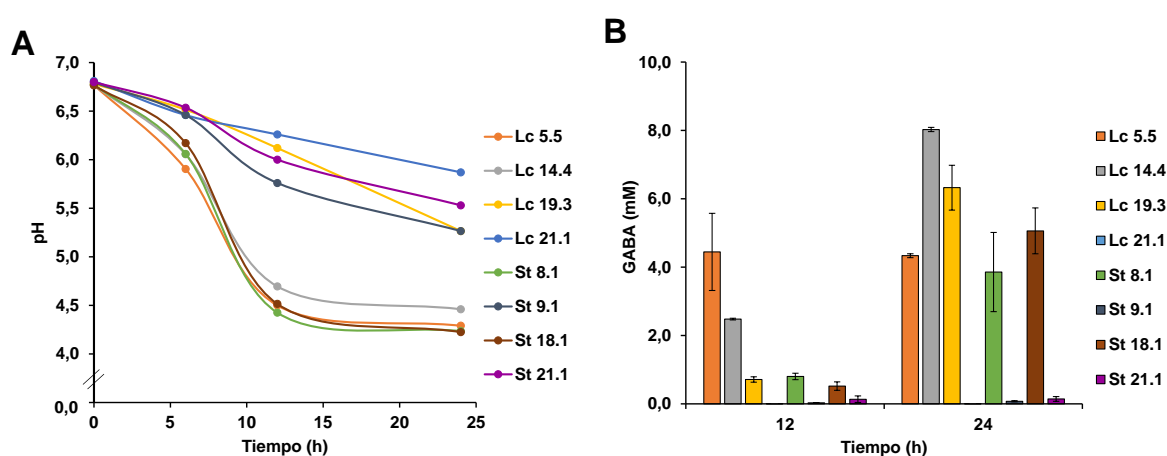 A
pH
7,0
6,5
6,0
5,5
5,0
4,5
4,0
0,0
0 5 10 15 20 25
Tiempo (h)
Lc 5.5
Lc 14.4
Lc 19.3
Lc 21.1
St 8.1
St 9.1
St 18.1
St 21.1
B
GABA (mM)
10,0
8,0
6,0
4,0
2,0
0,0
12 24
Tiempo (h)
Lc 5.5
Lc 14.4
Lc 19.3
Lc 21.1
St 8.1
St 9.1
St 18.1
St 21.1